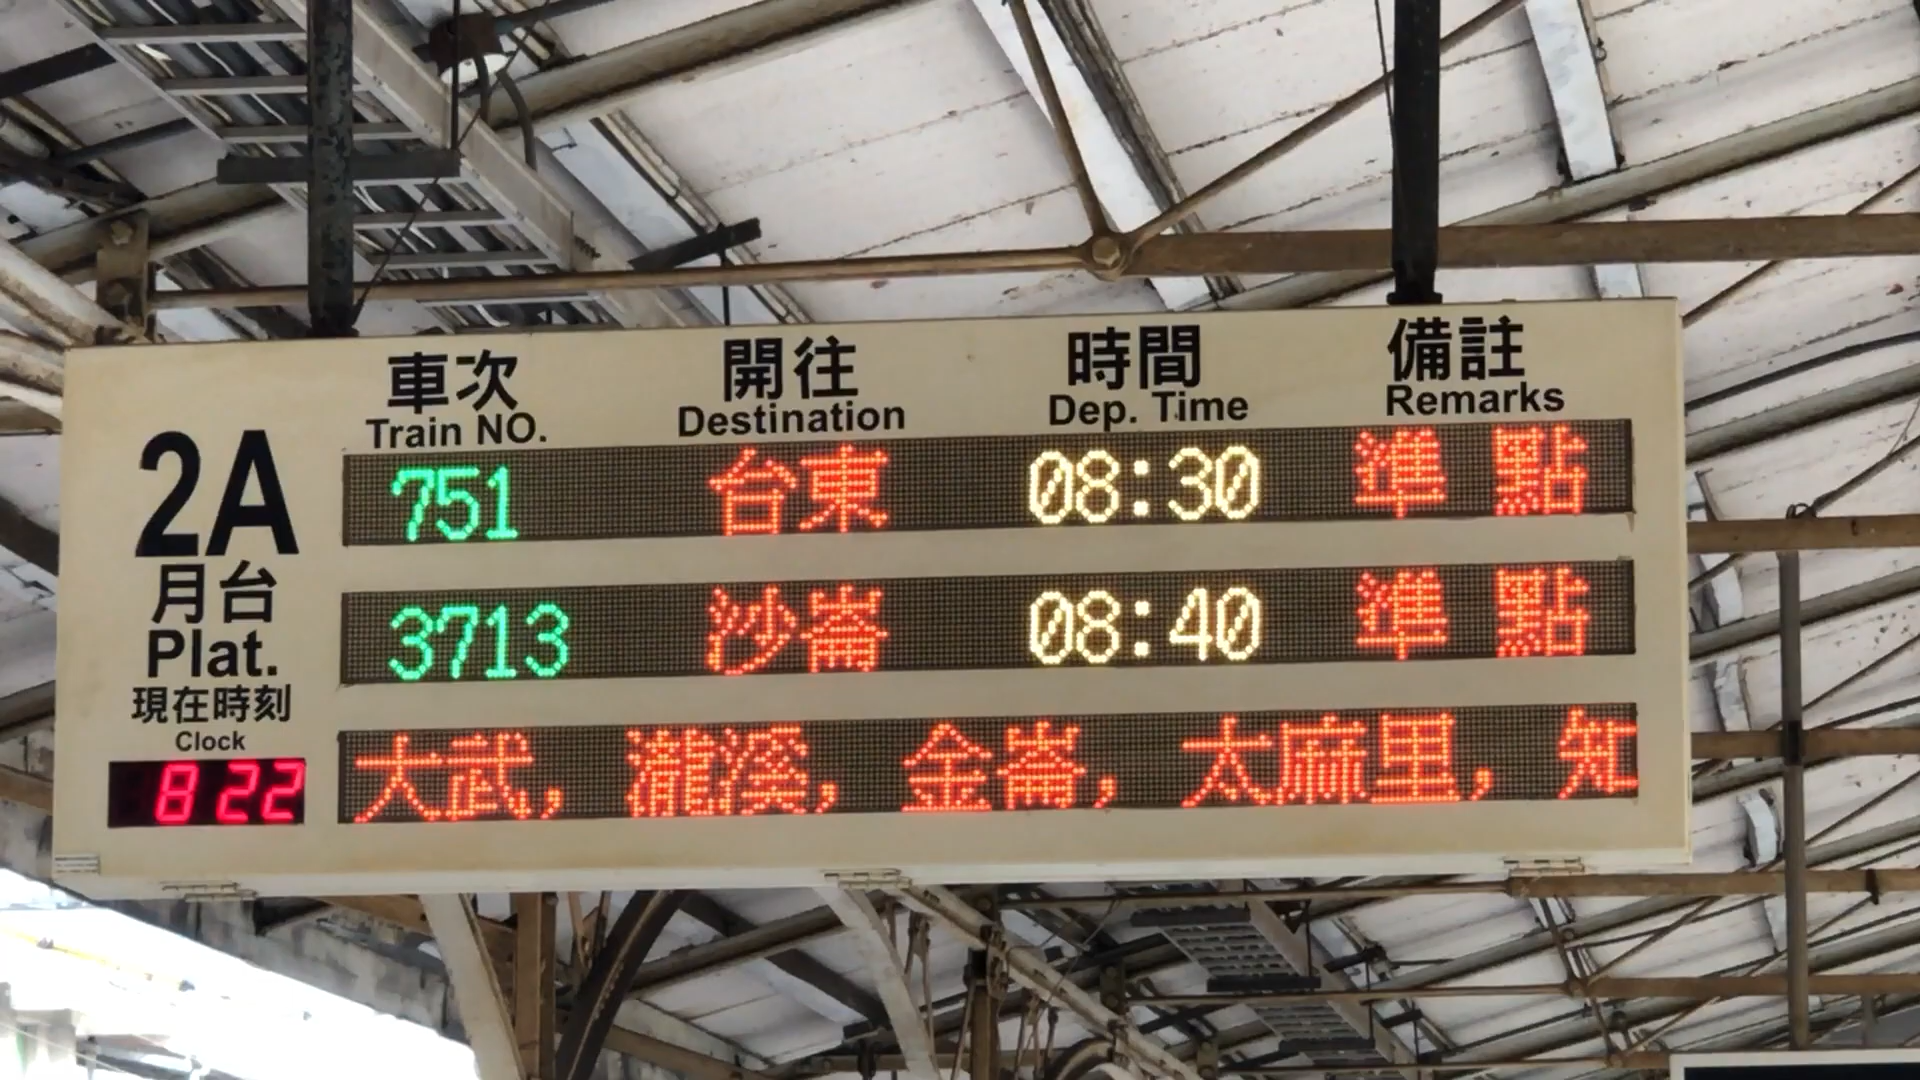 車次 開往 時間 備註
Train NO. Destination Dep. Time Remarks
2A
月台
Plat.
現在時刻
Clock
8 22
751 台東 08:30 準 點
3713 沙崙 08:40 準 點
大武, 瀧溪, 金崙, 太麻里, 知